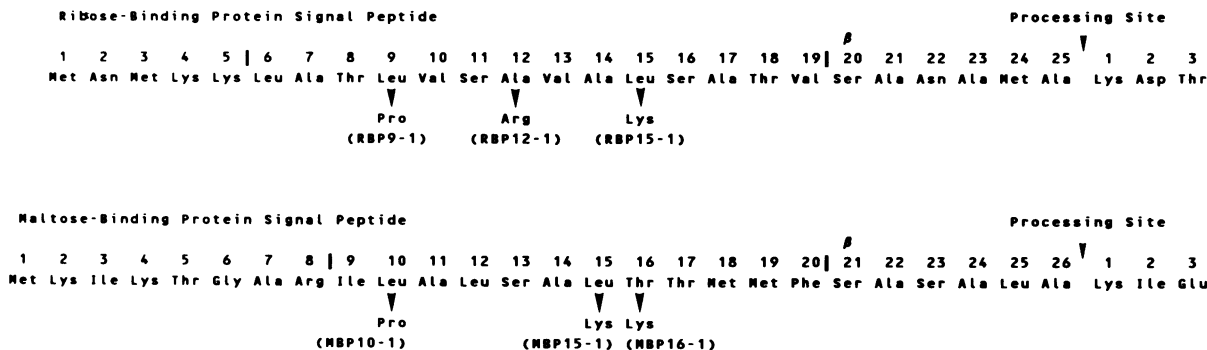 Ribose-Binding Protein Signal Peptide Processing Site
β
1 2 3 4 5 | 6 7 8 9 10 11 12 13 14 15 16 17 18 19 | 20 21 22 23 24 25 1 2 3
Met Asn Met Lys Lys Leu Ala Thr Leu Val Ser Ala Val Ala Leu Ser Ala Thr Val Ser Ala Asn Ala Met Ala Lys Asp Thr
Pro Arg Lys
(RBP9-1) (RBP12-1) (RBP15-1)
Maltose-Binding Protein Signal Peptide Processing Site
β
1 2 3 4 5 6 7 8 | 9 10 11 12 13 14 15 16 17 18 19 20 | 21 22 23 24 25 26 1 2 3
Met Lys Ile Lys Thr Gly Ala Arg Ile Leu Ala Leu Ser Ala Leu Thr Thr Met Met Phe Ser Ala Ser Ala Leu Ala Lys Ile Glu
Pro Lys Lys
(MBP10-1) (MBP15-1) (MBP16-1)